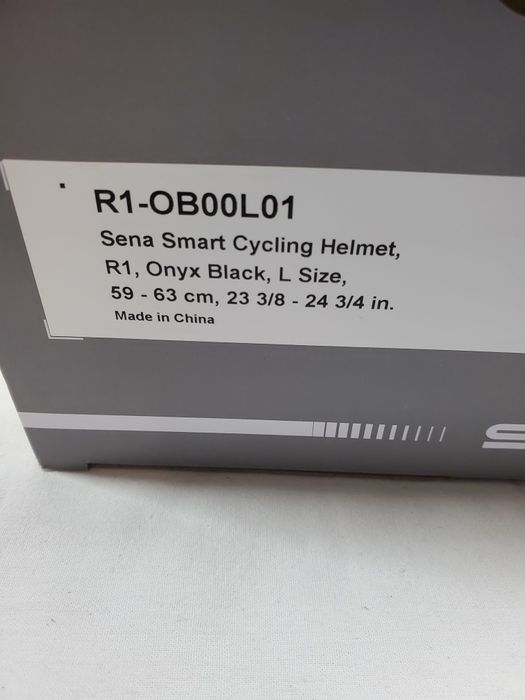 R1-OB00L01
Sena Smart Cycling Helmet,
R1, Onyx Black, L Size,
59 - 63 cm, 23 3/8 - 24 3/4 in.
Made in China